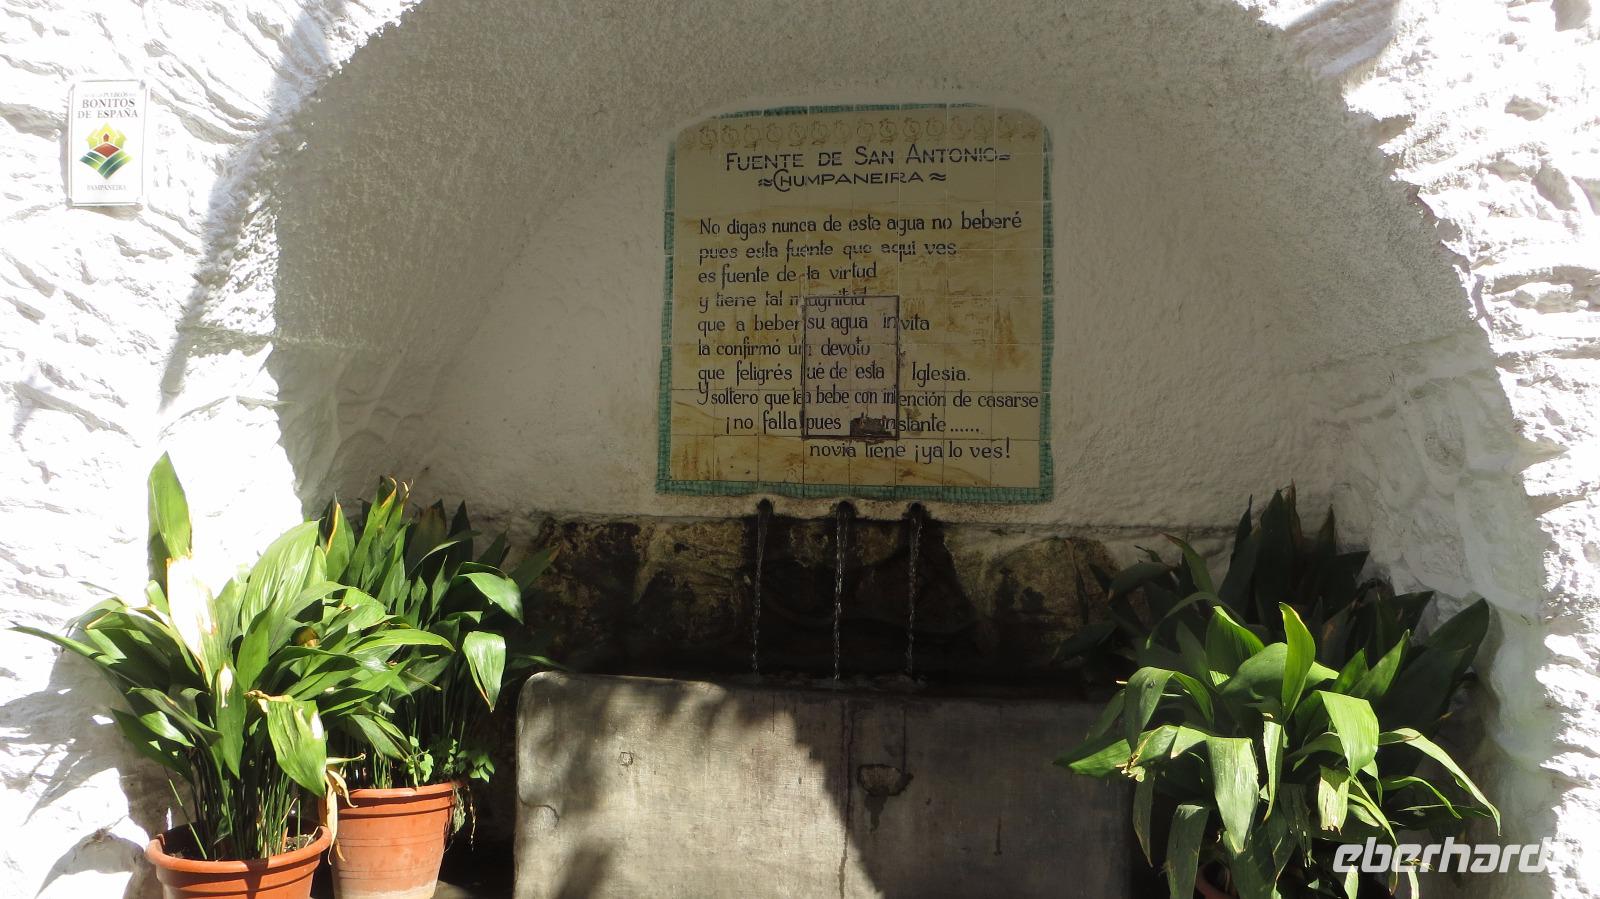 BONITOS
DE ESPAÑA
PAMPANEIRA
FUENTE DE SAN ANTONIO
CHUMPANEIRA
No digas nunca de este agua no beberé
pues esta fuente que aqui ves
es fuente de la virtud
y tiene tal magnitud
que a beber su agua invita
la confirmó un devoto
que feligrés fué de esta Iglesia.
Y soltero que la bebe con intención de casarse
¡no falla pues instante......
novia tiene ¡ya lo ves!
eberhardt